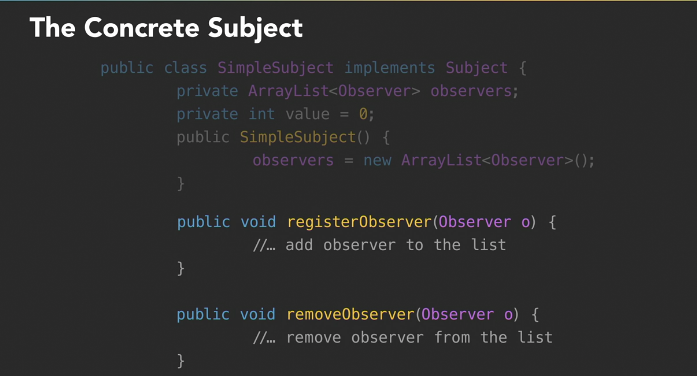 The Concrete Subject
public class SimpleSubject implements Subject {
private ArrayList<Observer> observers;
private int value = 0;
public SimpleSubject() {
observers = new ArrayList<Observer>();
}
public void registerObserver(Observer o) {
//… add observer to the list
}
public void removeObserver(Observer o) {
//… remove observer from the list
}